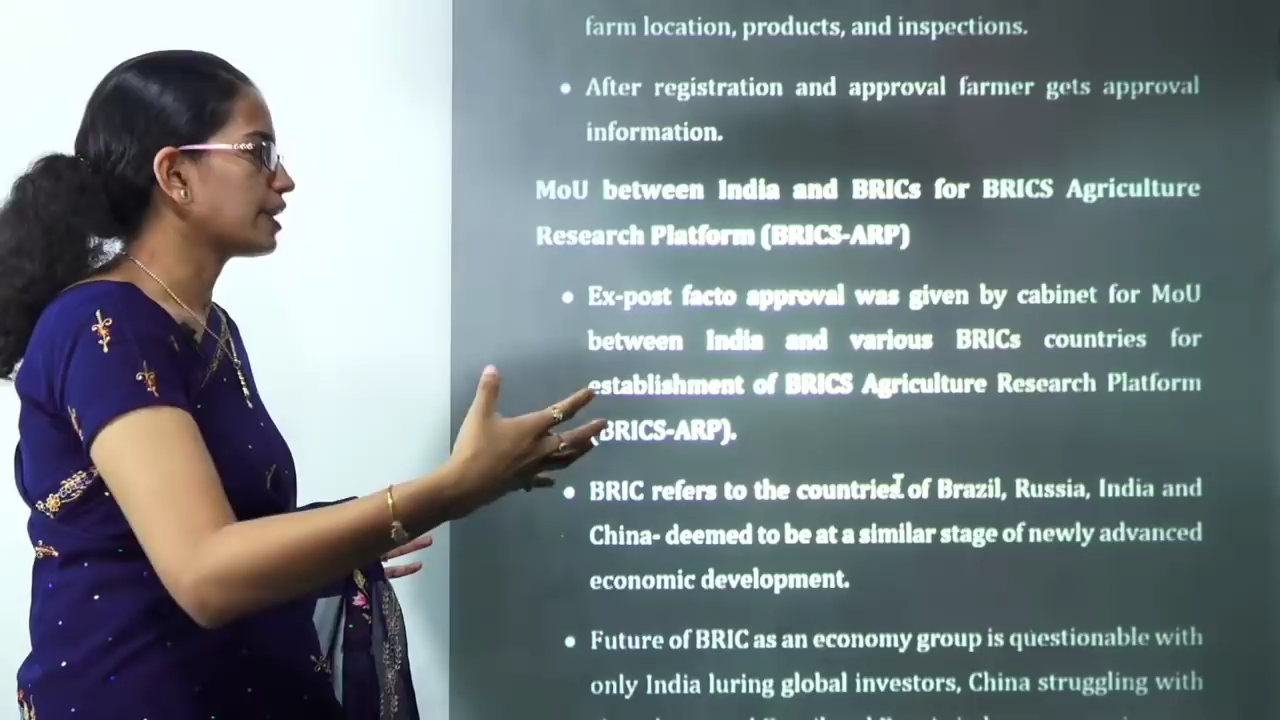 farm location, products, and inspections.
• After registration and approval farmer gets approval
information.
MoU between India and BRICs for BRICS Agriculture
Research Platform (BRICS-ARP)
• Ex-post facto approval was given by cabinet for MoU
between India and various BRICs countries for
establishment of BRICS Agriculture Research Platform
(BRICS-ARP).
• BRIC refers to the countries of Brazil, Russia, India and
China- deemed to be at a similar stage of newly advanced
economic development.
• Future of BRIC as an economy group is questionable with
only India luring global investors, China struggling with